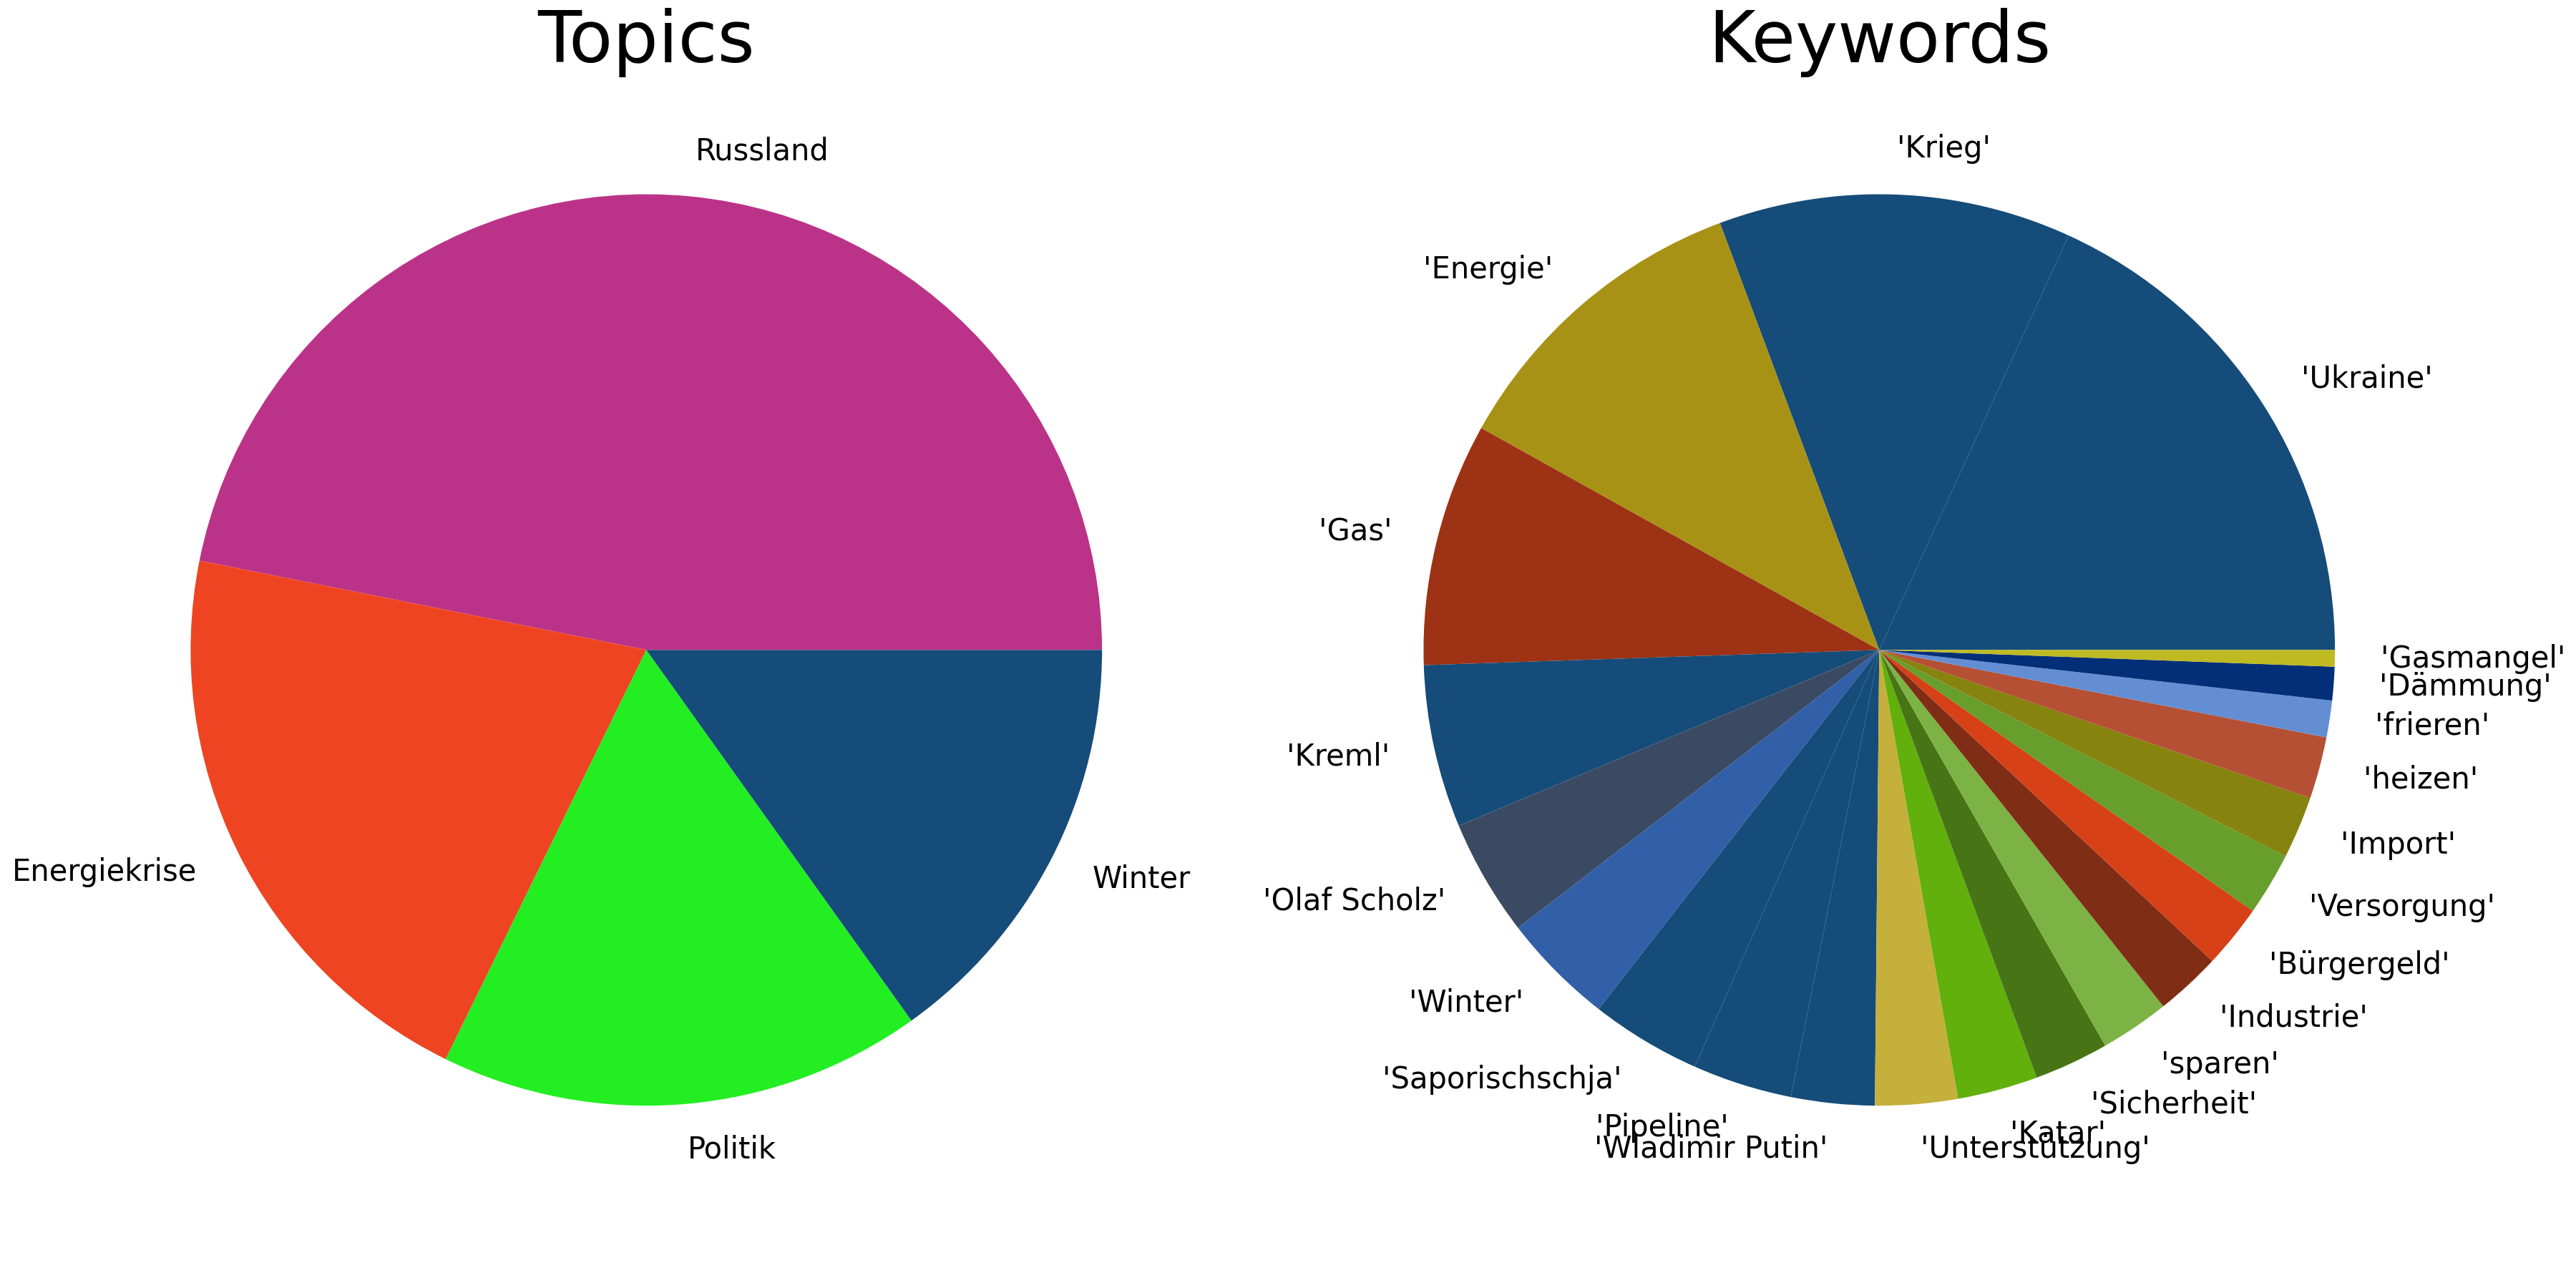 Topics
Russland
Energiekrise
Politik
Winter
Keywords
'Ukraine'
'Krieg'
'Energie'
'Gas'
'Kreml'
'Olaf Scholz'
'Winter'
'Saporischschja'
'Pipeline'
'Wladimir Putin'
'Unterstützung'
'Katar'
'Sicherheit'
'sparen'
'Industrie'
'Bürgergeld'
'Versorgung'
'Import'
'heizen'
'frieren'
'Dämmung'
'Gasmangel'